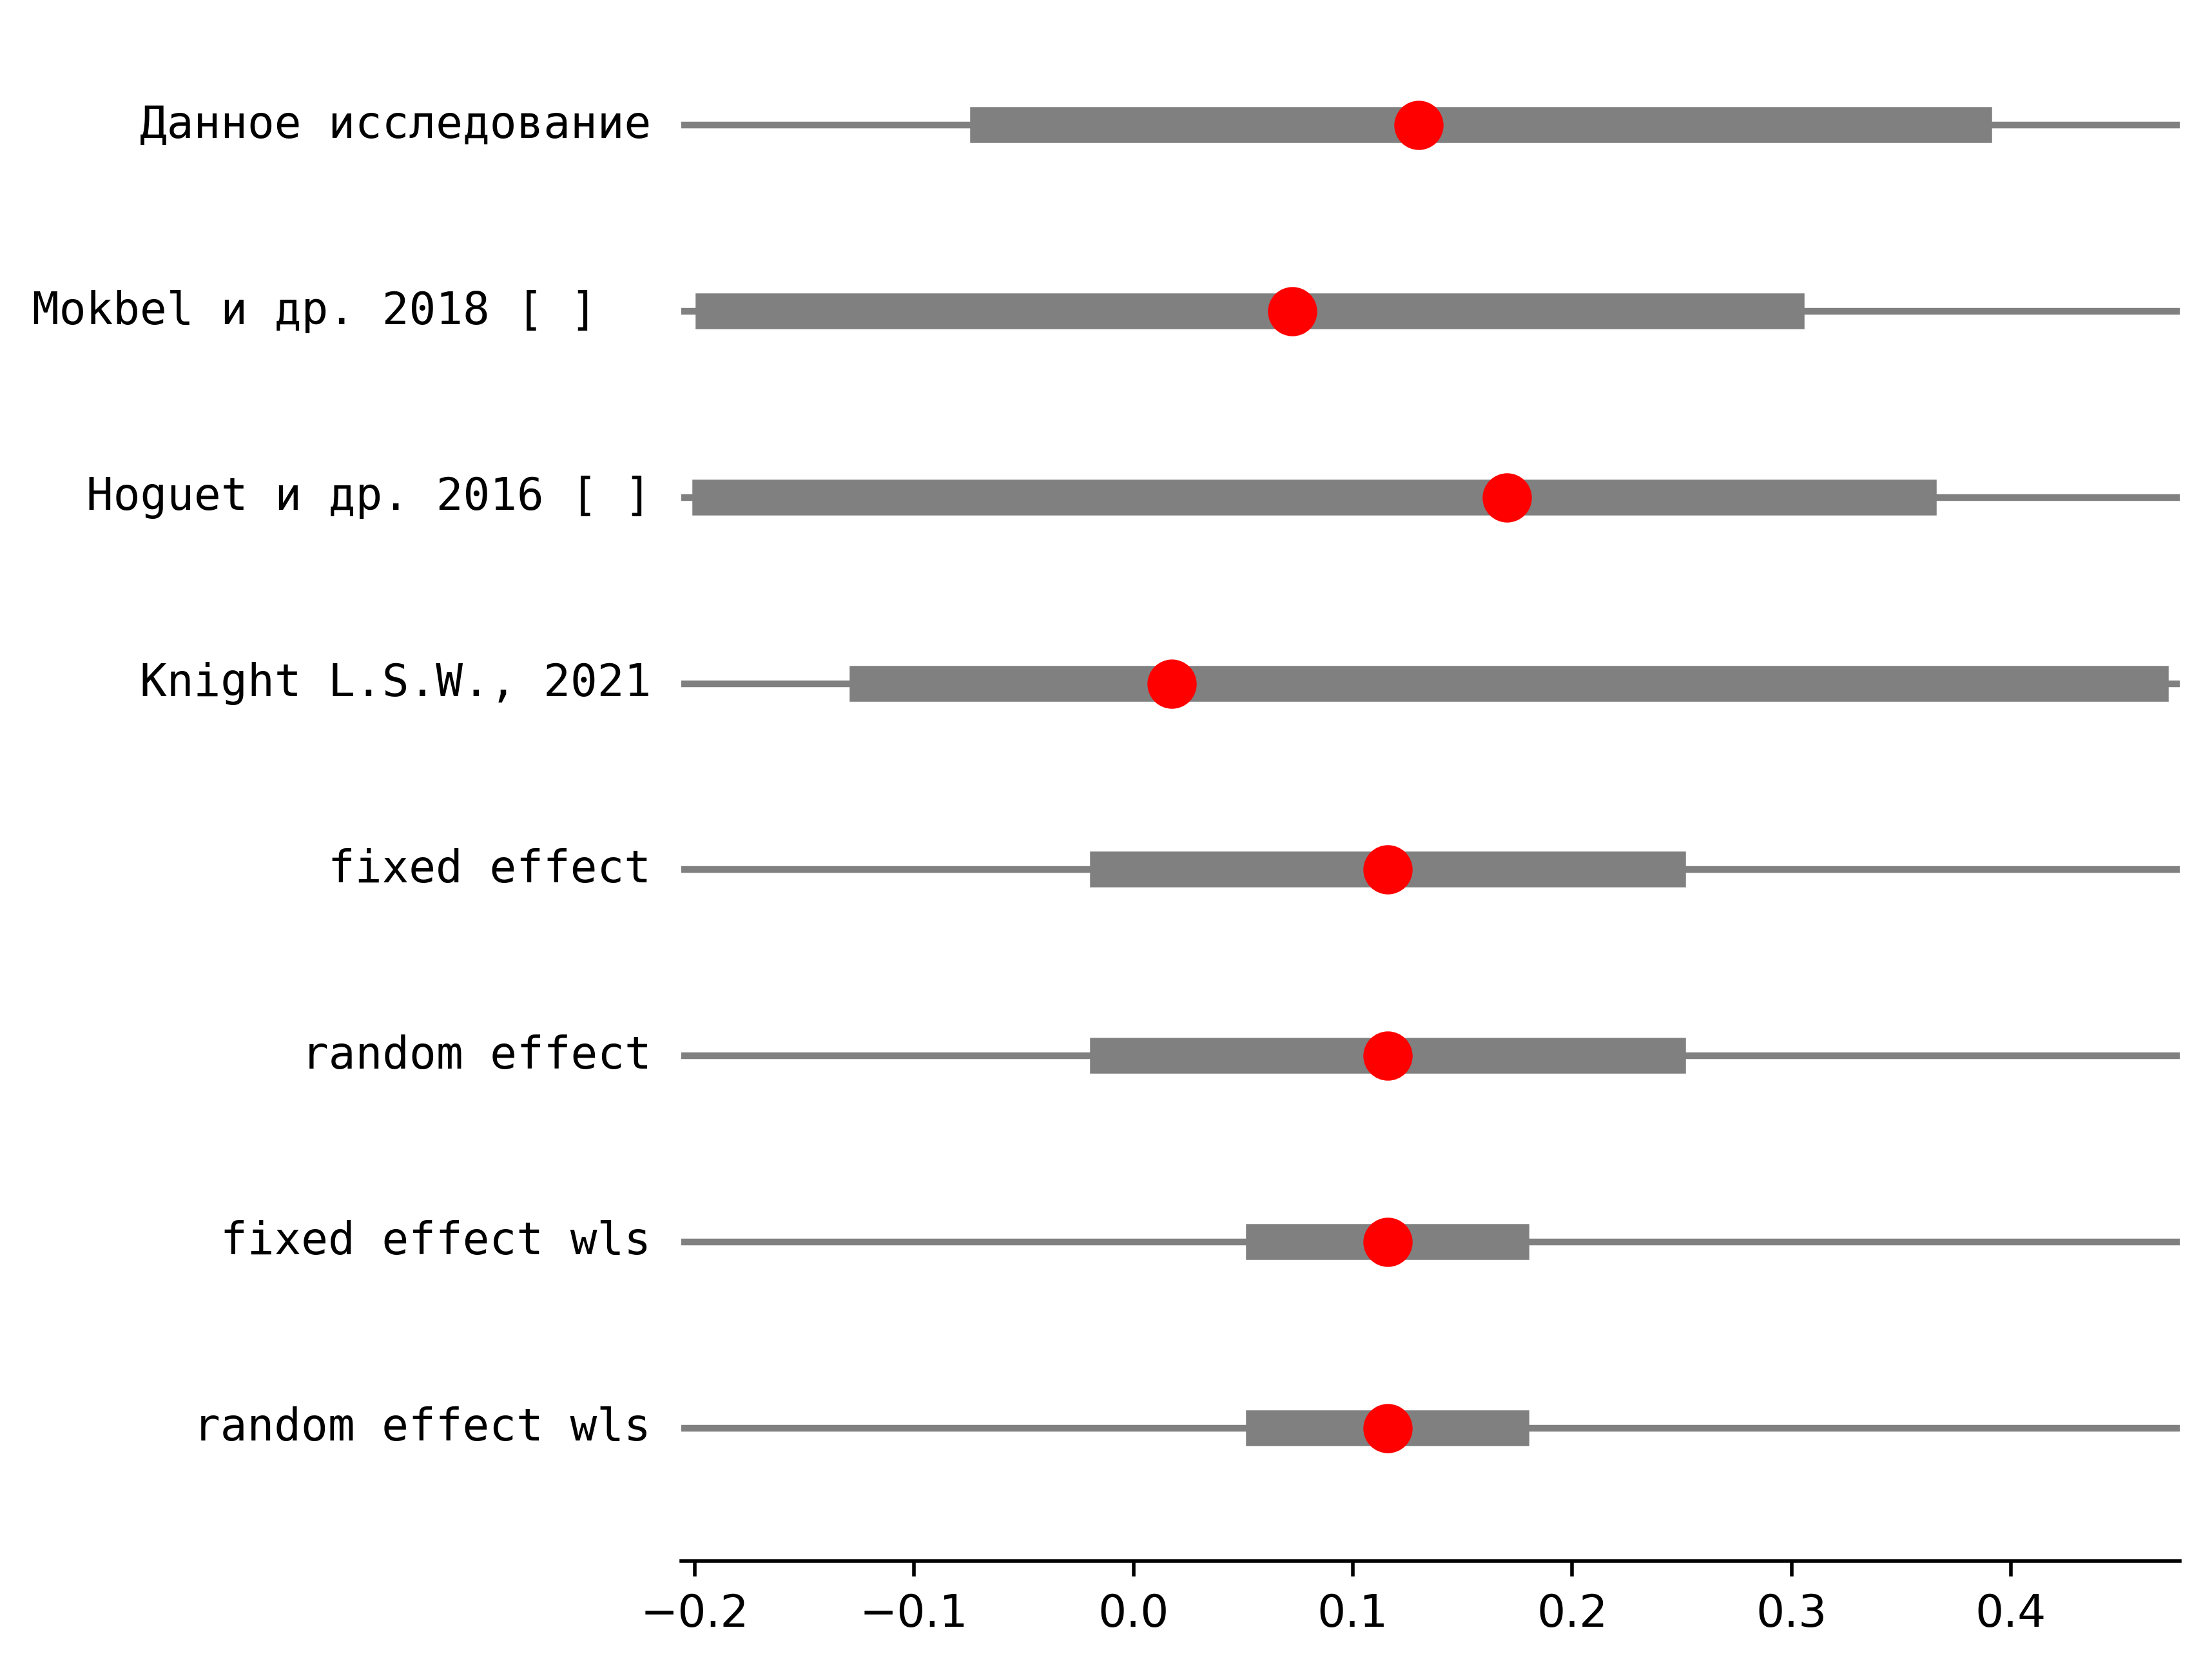 Данное исследование
Mokbel и др. 2018 [ ]
Hoguet и др. 2016 [ ]
Knight L.S.W., 2021
fixed effect
random effect
fixed effect wls
random effect wls
−0.2 −0.1 0.0 0.1 0.2 0.3 0.4